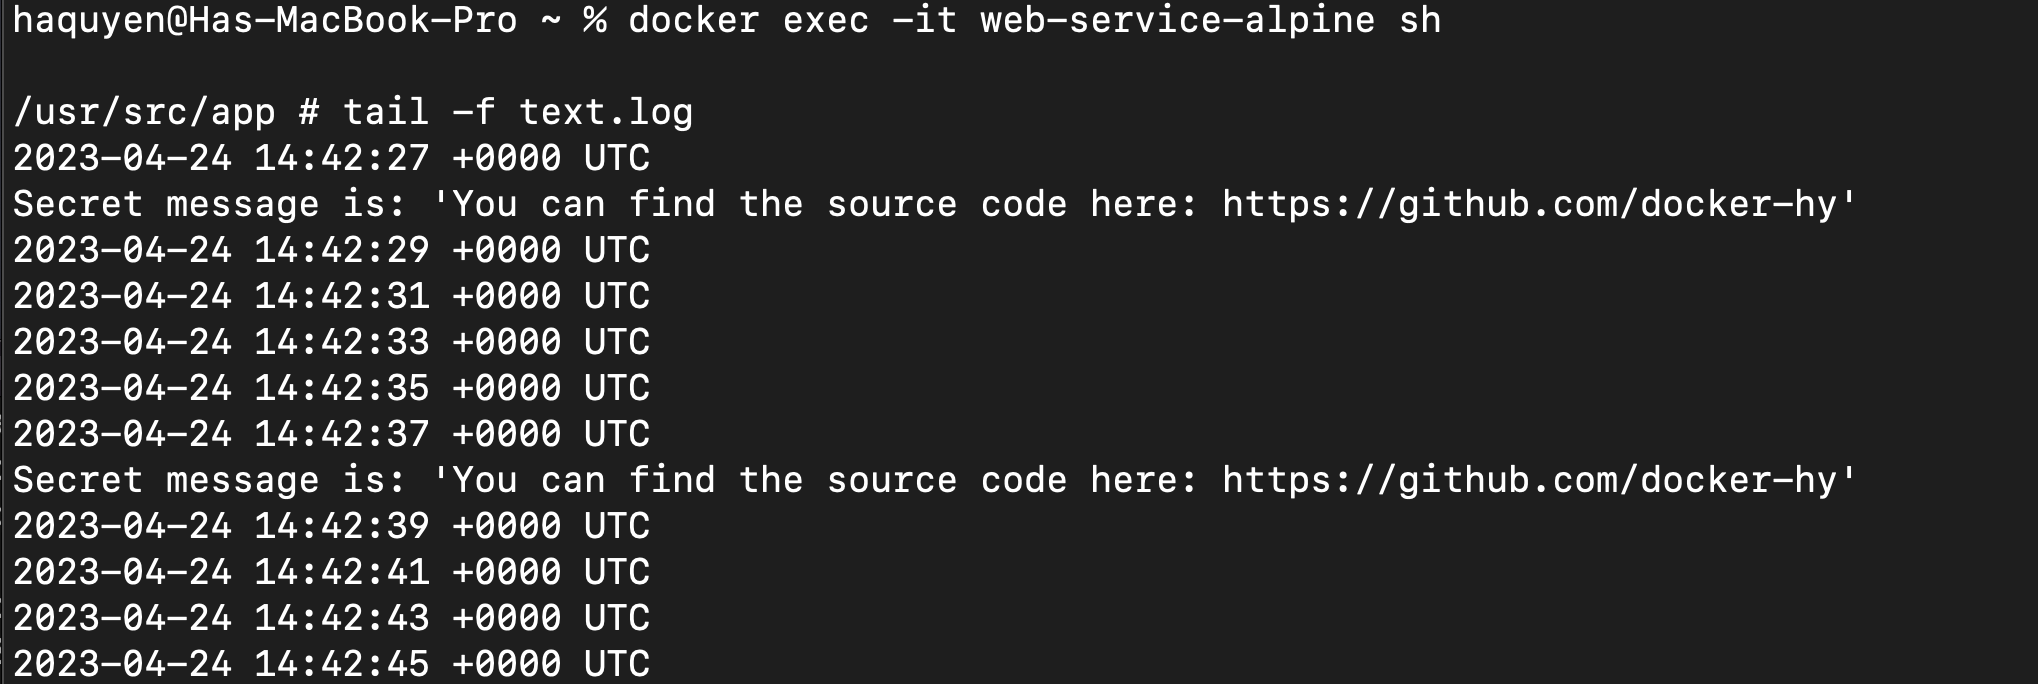 haquyen@Has-MacBook-Pro ~ % docker exec -it web-service-alpine sh
/usr/src/app # tail -f text.log
2023-04-24 14:42:27 +0000 UTC
Secret message is: 'You can find the source code here: https://github.com/docker-hy'
2023-04-24 14:42:29 +0000 UTC
2023-04-24 14:42:31 +0000 UTC
2023-04-24 14:42:33 +0000 UTC
2023-04-24 14:42:35 +0000 UTC
2023-04-24 14:42:37 +0000 UTC
Secret message is: 'You can find the source code here: https://github.com/docker-hy'
2023-04-24 14:42:39 +0000 UTC
2023-04-24 14:42:41 +0000 UTC
2023-04-24 14:42:43 +0000 UTC
2023-04-24 14:42:45 +0000 UTC